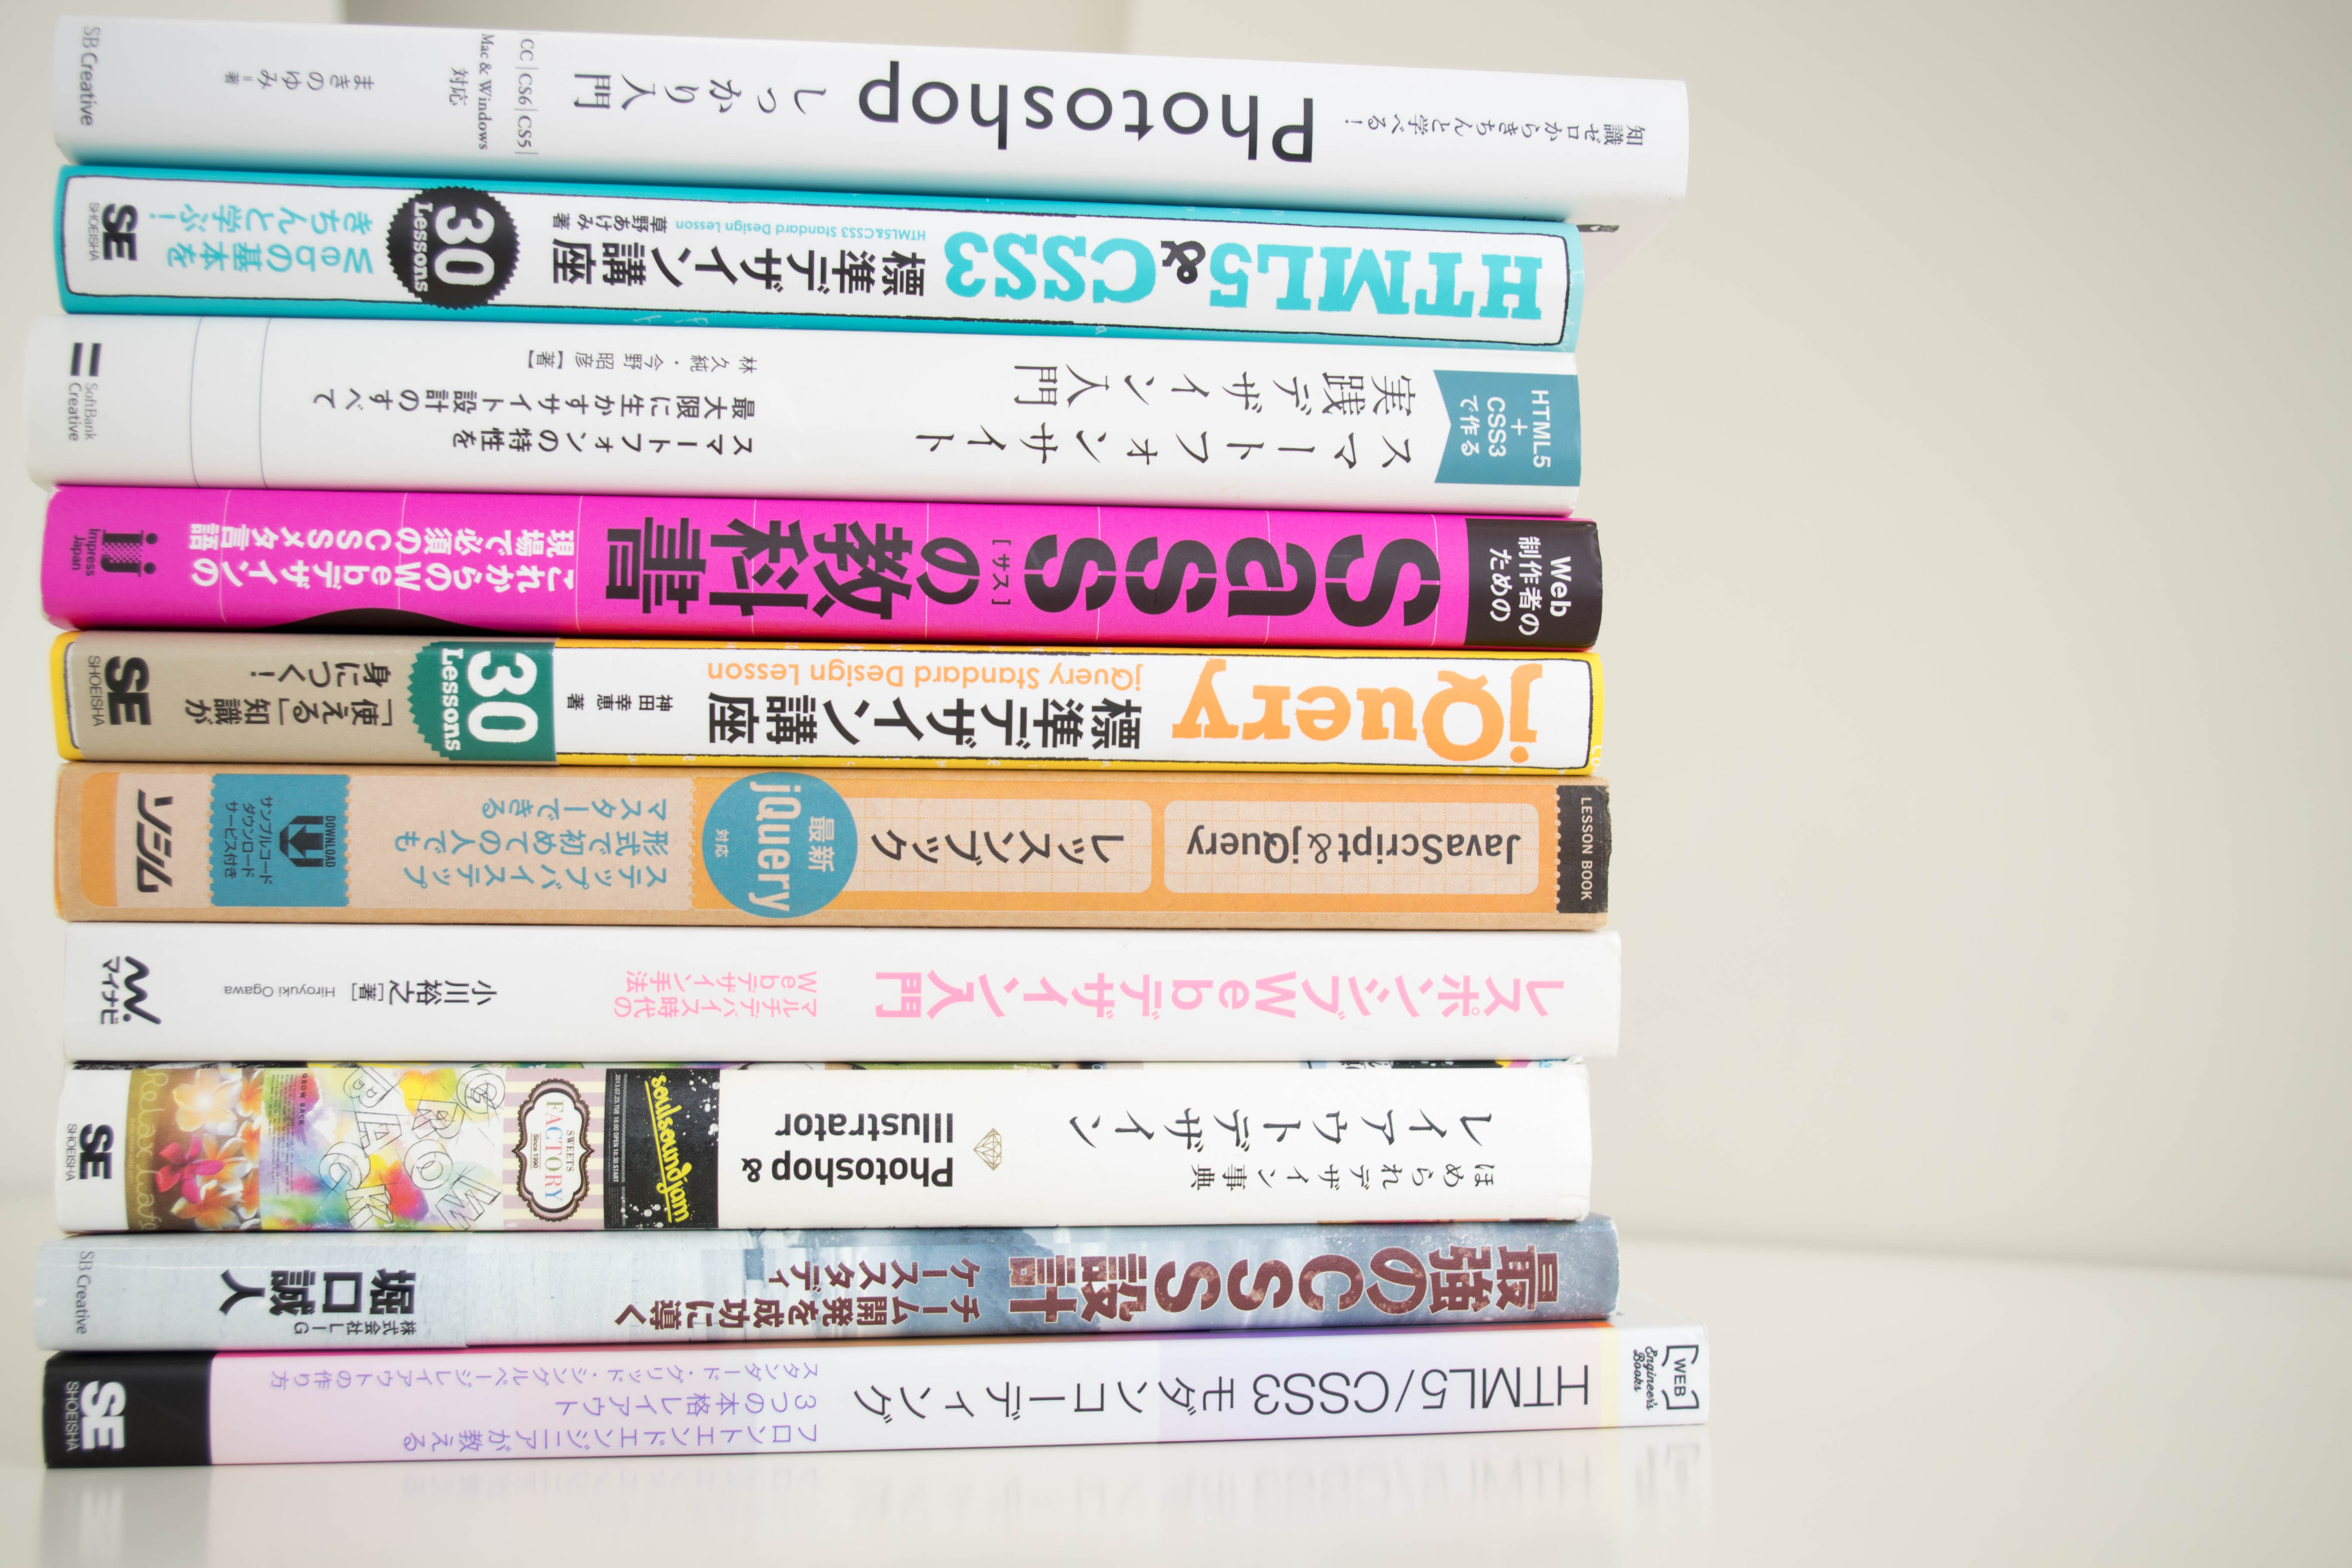 知識ゼロからきちんと学べる!
Photoshop
しっかり入門
CC|CS6|CS5|
Mac & Windows
対応
まきのゆみ=著
SB Creative
HTML5&CSS3
標準デザイン講座
HTML5&CSS3 Standard Design Lesson
草野あけみ 著
30
Lessons
Webの基本を
きちんと学ぶ!
SE
SHOEISHA
HTML5
+
CSS3
で作る
スマートフォンサイト
実践デザイン入門
スマートフォンの特性を
最大限に生かすサイト設計のすべて
林 久純・今野 昭彦【著】
SoftBank
Creative
Web
制作者の
ための
Sass
[サス]
の教科書
これからのWebデザインの
現場で必須のCSSメタ言語
Impress
Japan
jQuery
標準デザイン講座
jQuery Standard Design Lesson
神田幸恵 著
30
Lessons
「使える」知識が
身につく!
SE
SHOEISHA
LESSON BOOK
JavaScript&jQuery
レッスンブック
最新
jQuery
対応
ステップバイステップ
形式で初めての人でも
マスターできる
DOWNLOAD
サンプルコード
ダウンロード
サービス付き
ソシム
レスポンシブWebデザイン入門
マルチデバイス時代の
Webデザイン手法
小川裕之[著] Hiroyuki Ogawa
マイナビ
ほめられデザイン事典
レイアウトデザイン
Photoshop &
Illustrator
soulsoundjam
SWEETS
FACTORY
Since 1990
GROW
BACK
SE
SHOEISHA
最強のCSS設計
チーム開発を成功に導く
ケーススタディ
株式会社LIG
堀口誠人
SB Creative
WEB
Engineer's
Books
HTML5/CSS3 モダンコーディング
フロントエンドエンジニアが教える
3つの本格レイアウト
スタンダード・グリッド・シングルページレイアウトの作り方
SE
SHOEISHA